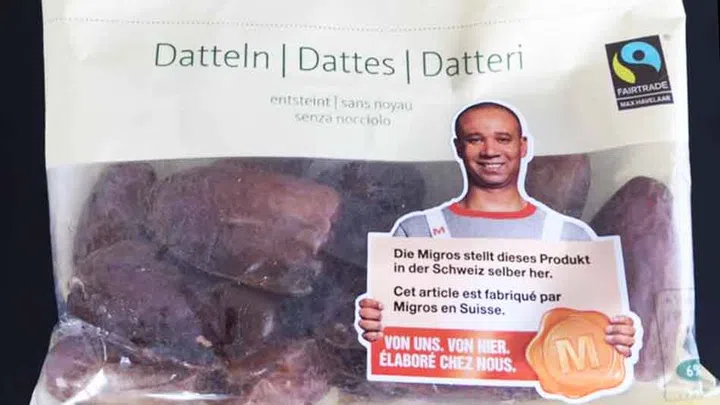 Datteln | Dattes | Datteri
entsteint | sans noyau
senza nocciolo
FAIRTRADE
MAX HAVELAAR
M
Die Migros stellt dieses Produkt
in der Schweiz selber her.
Cet article est fabriqué par
Migros en Suisse.
VON UNS. VON HIER.
ÉLABORÉ CHEZ NOUS.
M